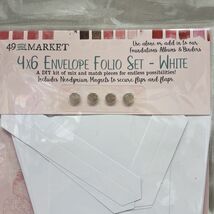 49 AND MARKET
Use alone or add in to our
Foundations Albums & Binders
4x6 Envelope Folio Set - White
A DIY kit of mix and match pieces for endless possibilities!
Includes Neodymium Magnets to secure flips and flaps.